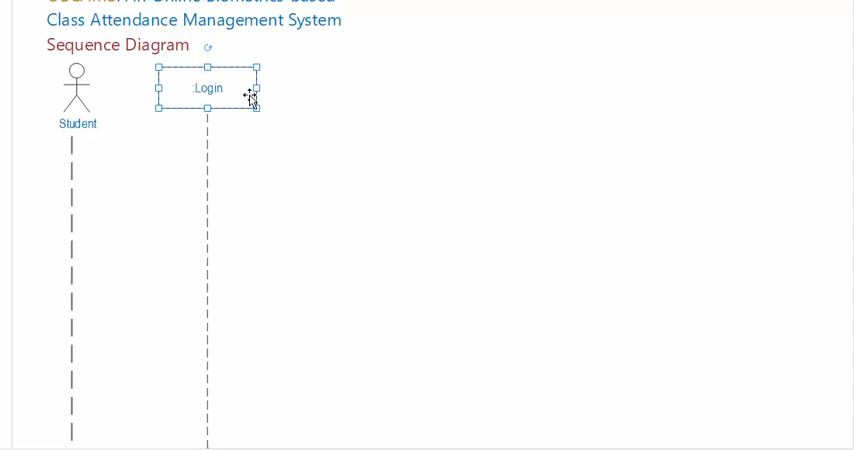 An Online Biometrics-based
Class Attendance Management System
Sequence Diagram
:Login
Student